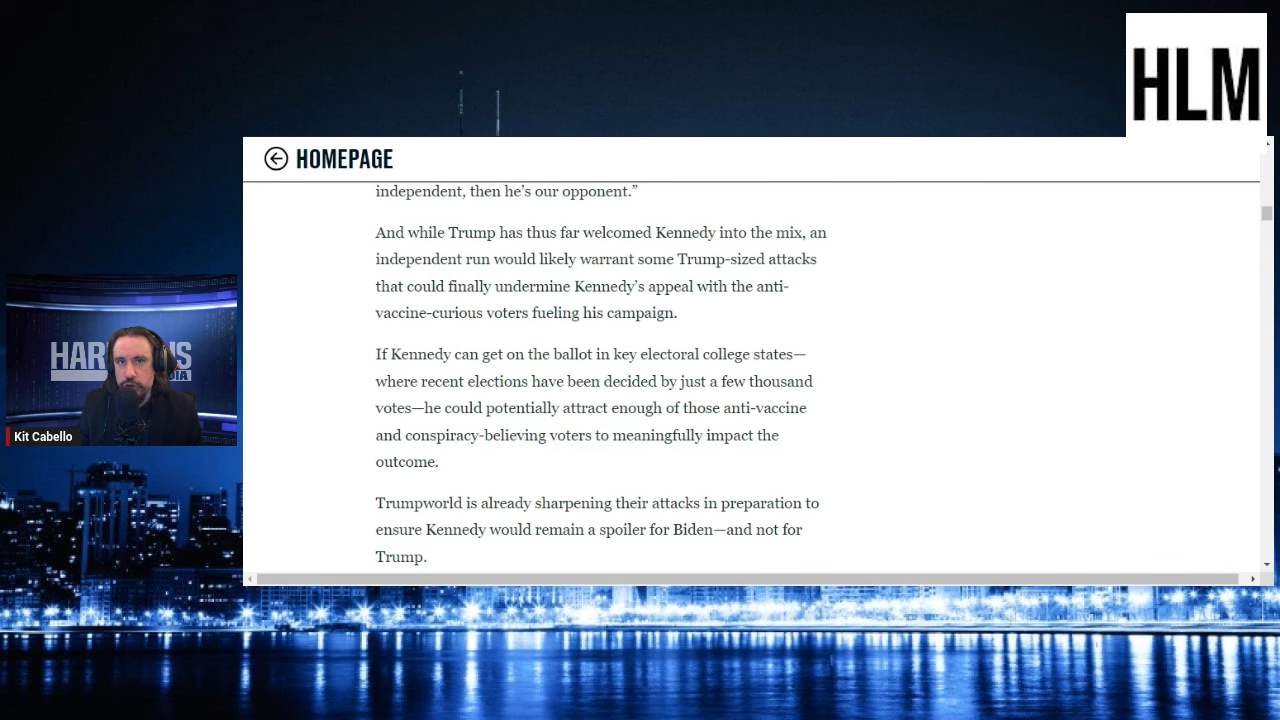 HLM
HOMEPAGE
independent, then he’s our opponent.”
And while Trump has thus far welcomed Kennedy into the mix, an
independent run would likely warrant some Trump-sized attacks
that could finally undermine Kennedy’s appeal with the anti-
vaccine-curious voters fueling his campaign.
If Kennedy can get on the ballot in key electoral college states—
where recent elections have been decided by just a few thousand
votes—he could potentially attract enough of those anti-vaccine
and conspiracy-believing voters to meaningfully impact the
outcome.
Trumpworld is already sharpening their attacks in preparation to
ensure Kennedy would remain a spoiler for Biden—and not for
Trump.
Kit Cabello